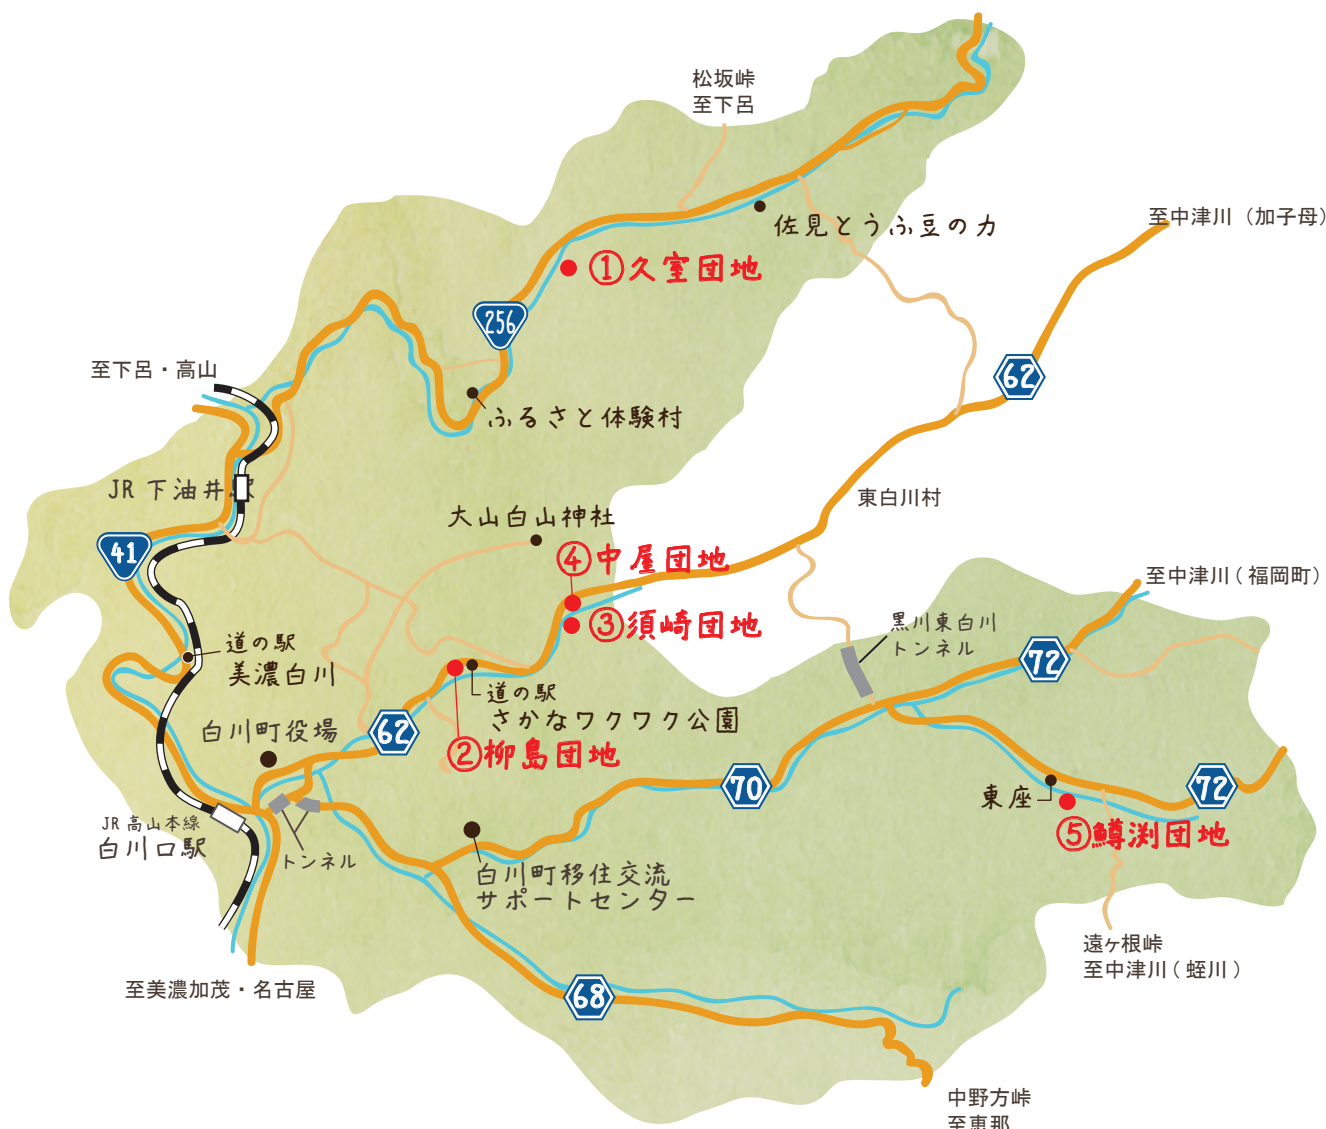 松坂峠
至下呂
佐見とうふ豆の力
至中津川（加子母）
①久室団地
256
62
至下呂・高山
ふるさと体験村
JR 下油井駅
東白川村
大山白山神社
41
④中屋団地
至中津川（福岡町）
③須崎団地
黒川東白川
トンネル
道の駅
美濃白川
72
道の駅
さかなワクワク公園
白川町役場
62
②柳島団地
70
72
東座
⑤鱒渕団地
JR 高山本線
白川口駅
トンネル
白川町移住交流
サポートセンター
遠ヶ根峠
至中津川（蛭川）
至美濃加茂・名古屋
68
中野方峠
至恵那